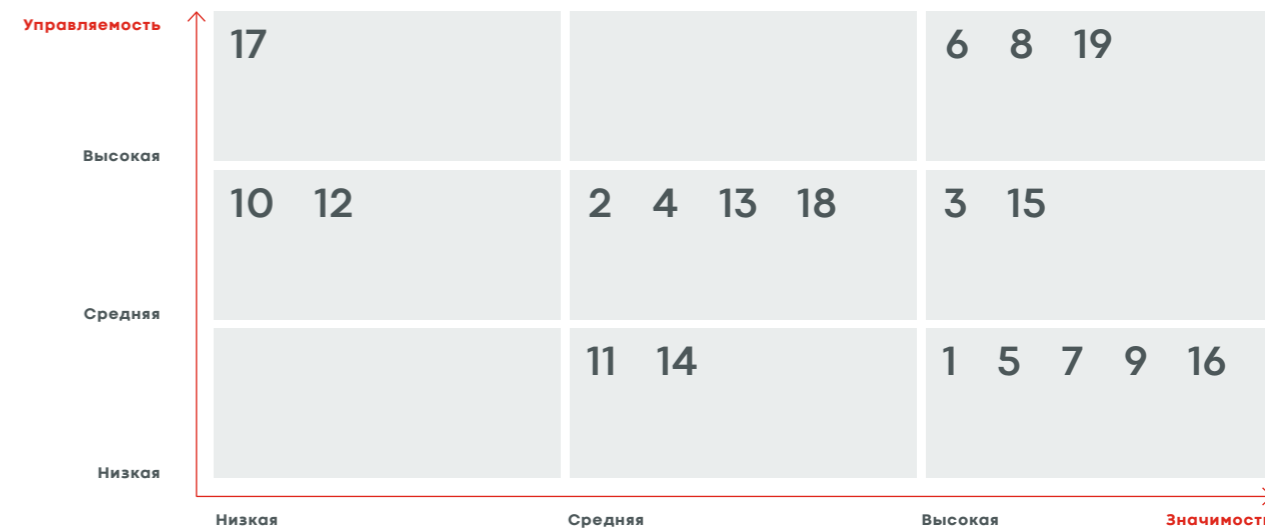 Управляемость
17
6 8 19
Высокая
10 12
2 4 13 18
3 15
Средняя
11 14
1 5 7 9 16
Низкая
Низкая
Средняя
Высокая
Значимость